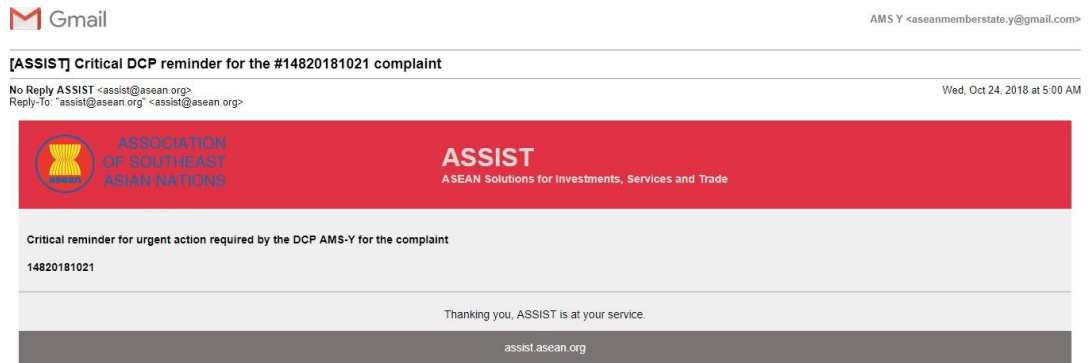 Gmail
AMS Y <aseanmemberstate.y@gmail.com>
[ASSIST] Critical DCP reminder for the #14820181021 complaint
No Reply ASSIST <assist@asean.org>
Wed, Oct 24, 2018 at 5:00 AM
Reply-To: "assist@asean.org" <assist@asean.org>
ASSOCIATION
OF SOUTHEAST
ASIAN NATIONS
asean
ASSIST
ASEAN Solutions for Investments, Services and Trade
Critical reminder for urgent action required by the DCP AMS-Y for the complaint
14820181021
Thanking you, ASSIST is at your service.
assist.asean.org